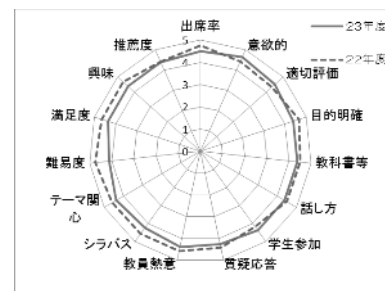 出席率
意欲的
適切評価
目的明確
教科書等
話し方
学生参加
質疑応答
教員熱意
シラバス
テーマ関
心
難易度
満足度
興味
推薦度
5
4
3
2
1
0
23年度
22年度